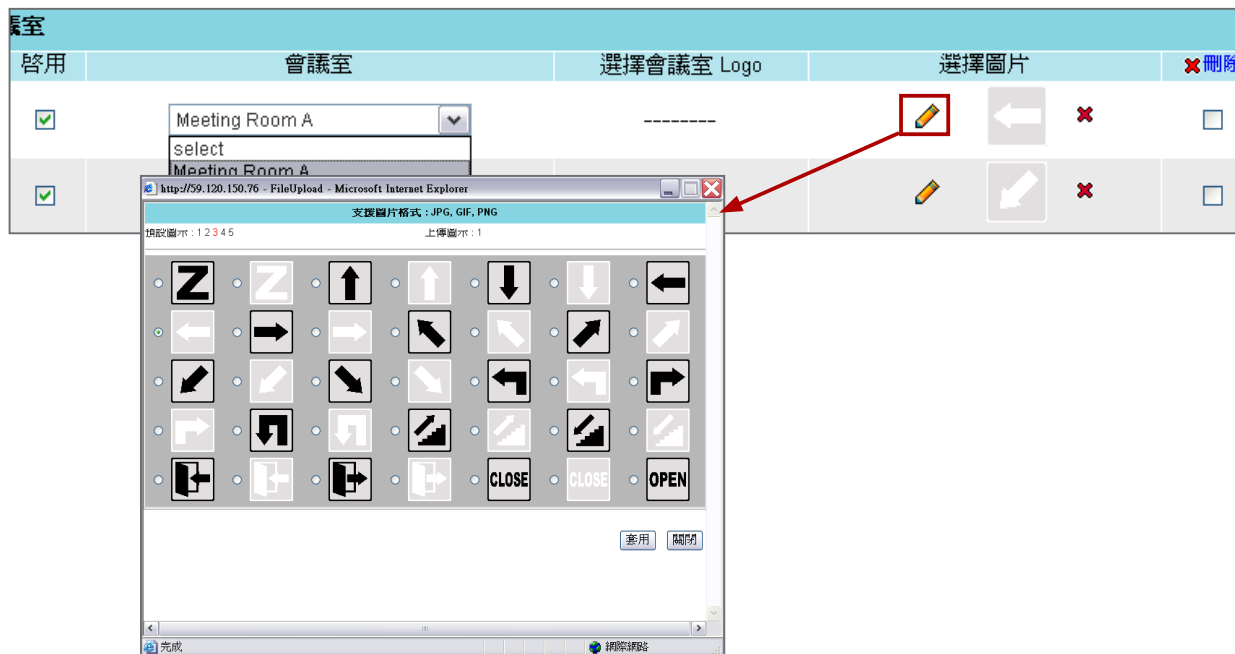 議室
啓用 會議室 選擇會議室 Logo 選擇圖片 刪除
Meeting Room A --------
select
Meeting Room A
http://59.120.150.76 - FileUpload - Microsoft Internet Explorer
支援圖片格式 : JPG, GIF, PNG
預設圖示 : 1 2 3 4 5 上傳圖示 : 1
Z Z
CLOSE CLOSE OPEN
套用 關閉
完成 網際網路